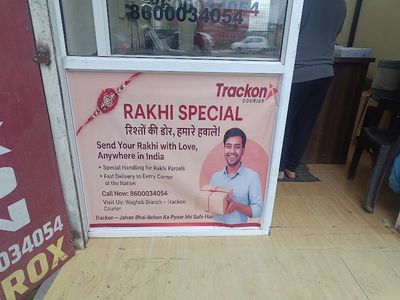 8600034054
Trackon
COURIER
RAKHI SPECIAL
रिश्तों की डोर, हमारे हवाले!
Send Your Rakhi with Love,
Anywhere in India
• Special Handling for Rakhi Parcels
• Fast Delivery to Every Corner
of the Nation
Call Now: 8600034054
Visit Us: Wagholi Branch – Trackon
Courier
Trackon – Jahan Bhai-Behen Ka Pyaar bhi Safe Hai!
0034054
ROX